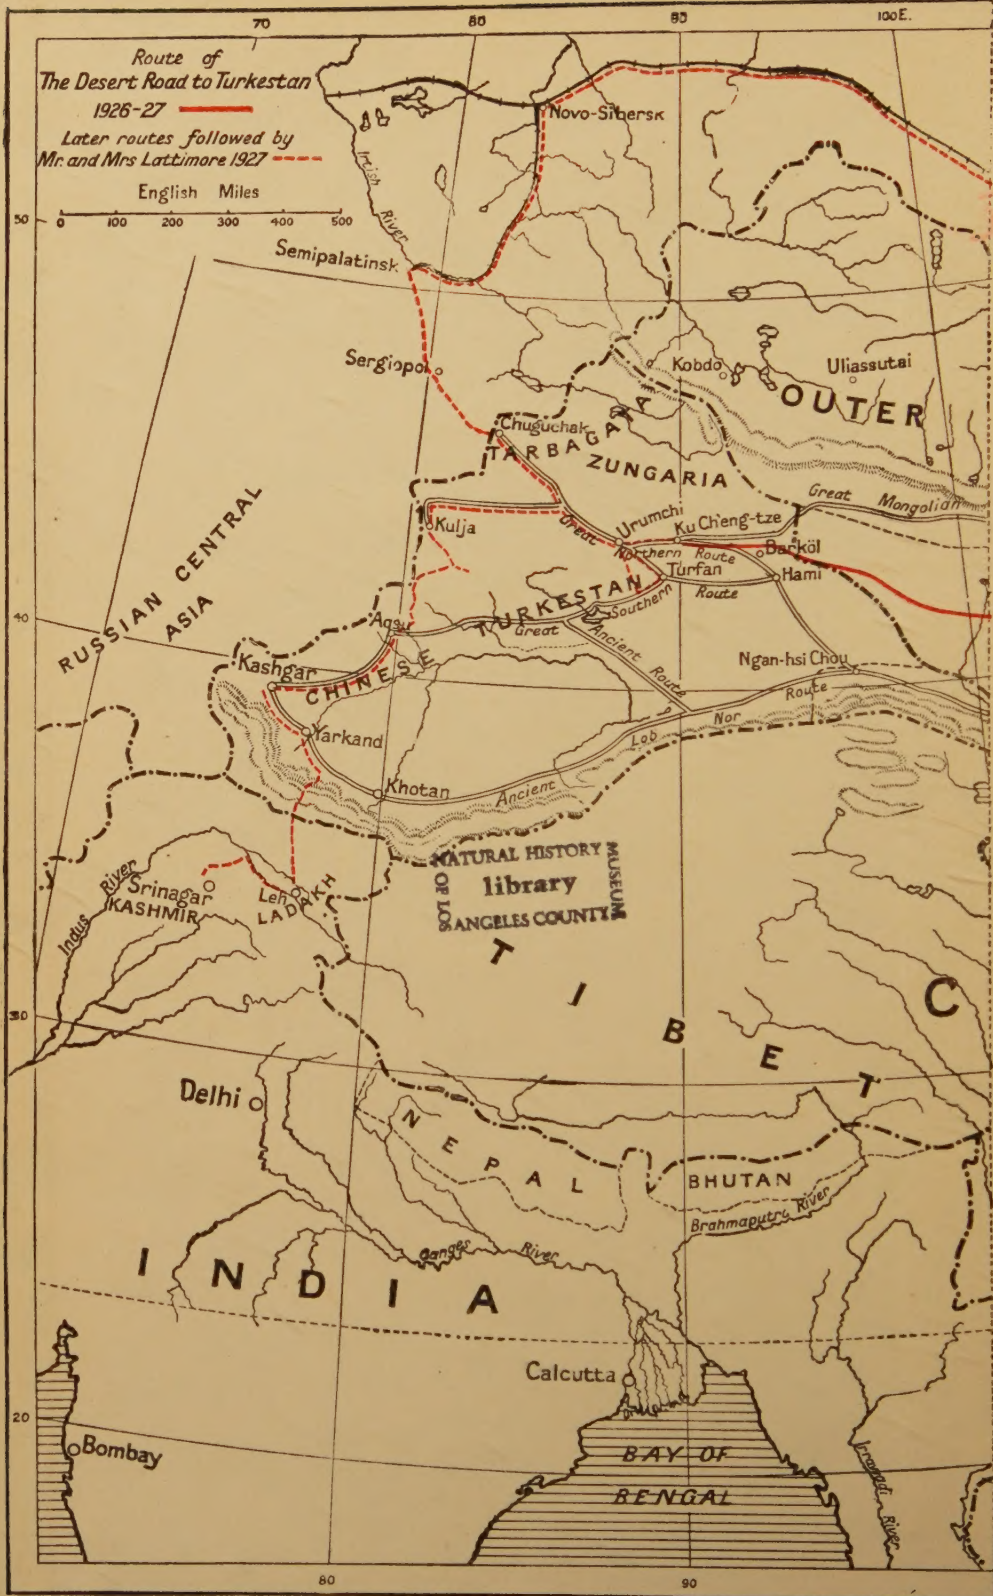 70 80 90 100E.
Route of
The Desert Road to Turkestan
1926-27
Later routes followed by
Mr. and Mrs Lattimore 1927
English Miles
0 100 200 300 400 500
Novo-Sibersk
Irtish River
50
Semipalatinsk
Sergiopol
Kobdo
Uliassutai
OUTER
Chuguchak
TARBAGATAI
ZUNGARIA
Great Mongolian
Kulja
Great Northern Route
Urumchi
Ku Ch'eng-tze
Barköl
Turfan
Hami
RUSSIAN CENTRAL
ASIA
40
Aqsu
CHINESE TURKESTAN
Great Southern Route
Ancient Route
Kashgar
Ngan-hsi Chou
Yarkand
Khotan
Ancient Lob Nor Route
NATURAL HISTORY
MUSEUM
OF LOS
library
ANGELES COUNTY
Indus River
Srinagar
KASHMIR
Leh
LADAKH
TIBET
C
30
Delhi
NEPAL
BHUTAN
Brahmaputra River
Ganges River
INDIA
Calcutta
20
Bombay
BAY OF
BENGAL
Irrawadi River
80 90